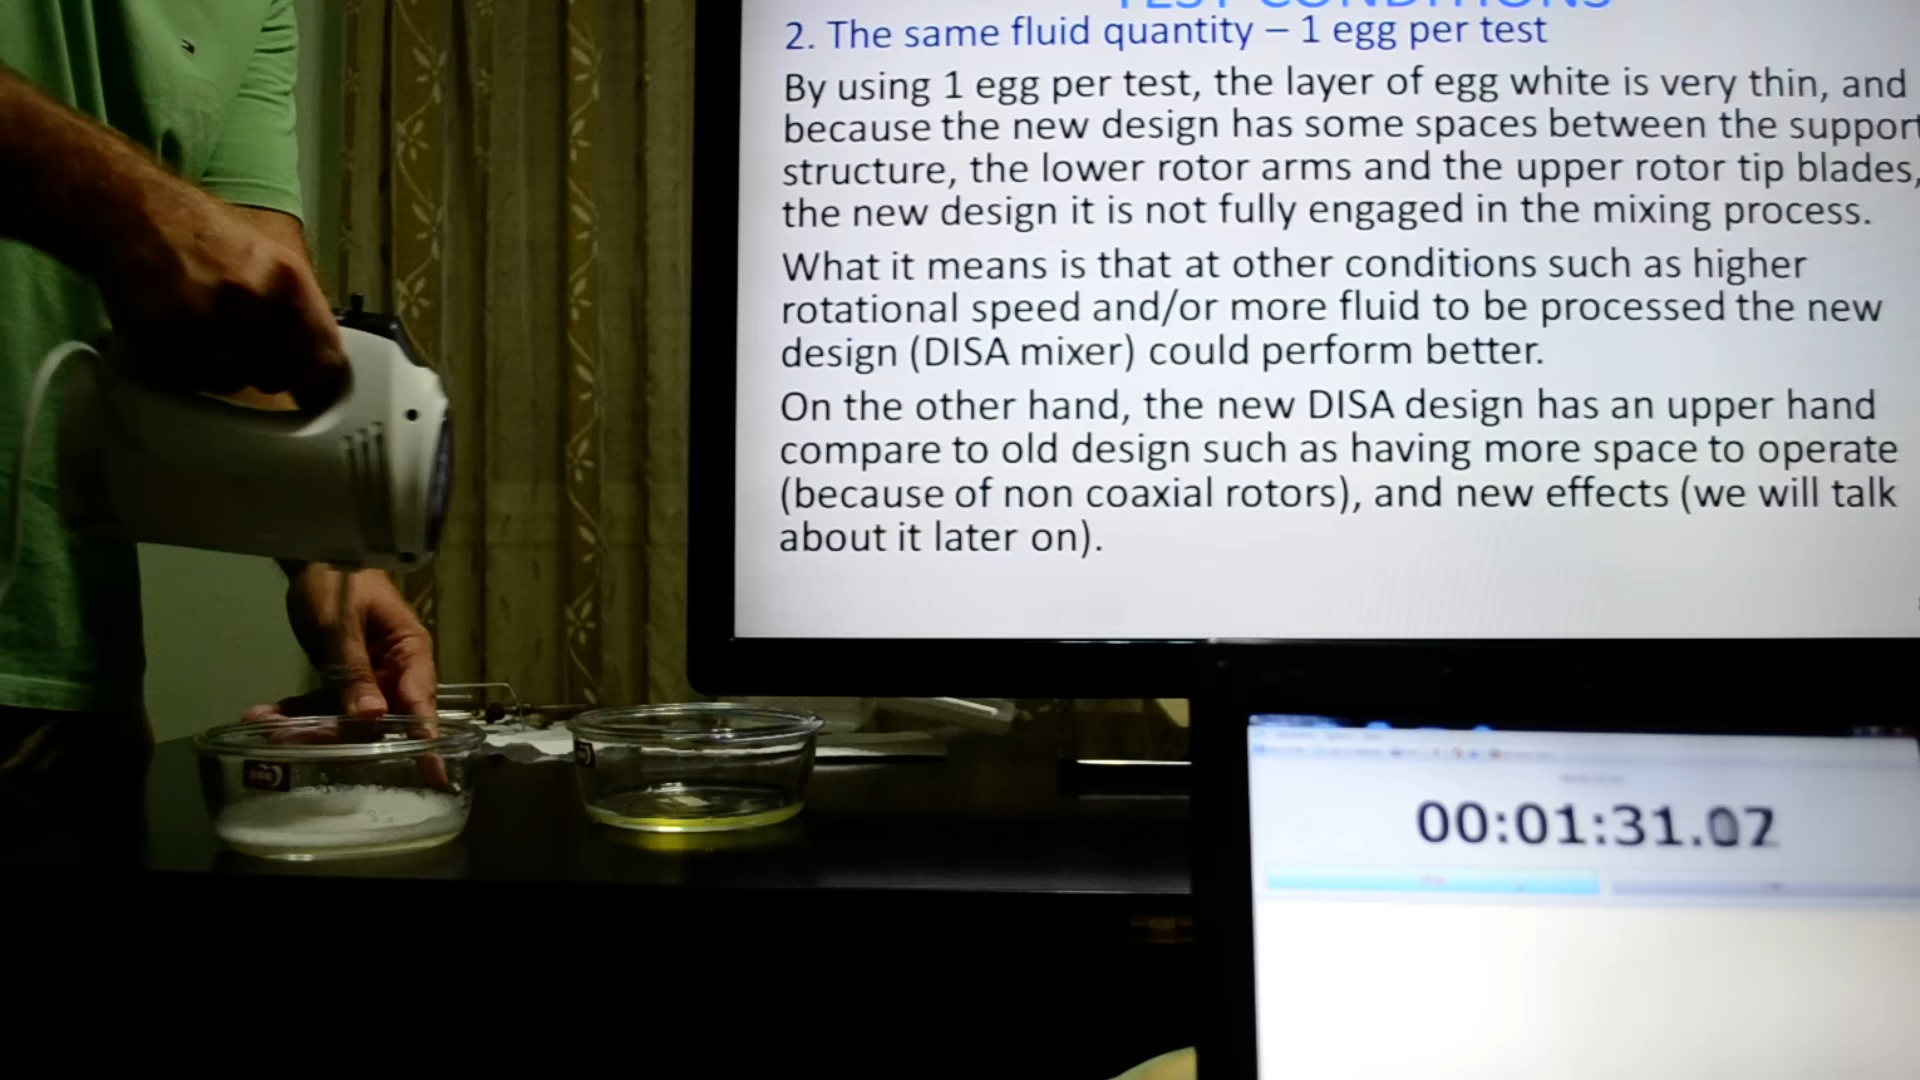 TEST CONDITIONS
2. The same fluid quantity – 1 egg per test
By using 1 egg per test, the layer of egg white is very thin, and
because the new design has some spaces between the support
structure, the lower rotor arms and the upper rotor tip blades,
the new design it is not fully engaged in the mixing process.
What it means is that at other conditions such as higher
rotational speed and/or more fluid to be processed the new
design (DISA mixer) could perform better.
On the other hand, the new DISA design has an upper hand
compare to old design such as having more space to operate
(because of non coaxial rotors), and new effects (we will talk
about it later on).
00:01:31.07